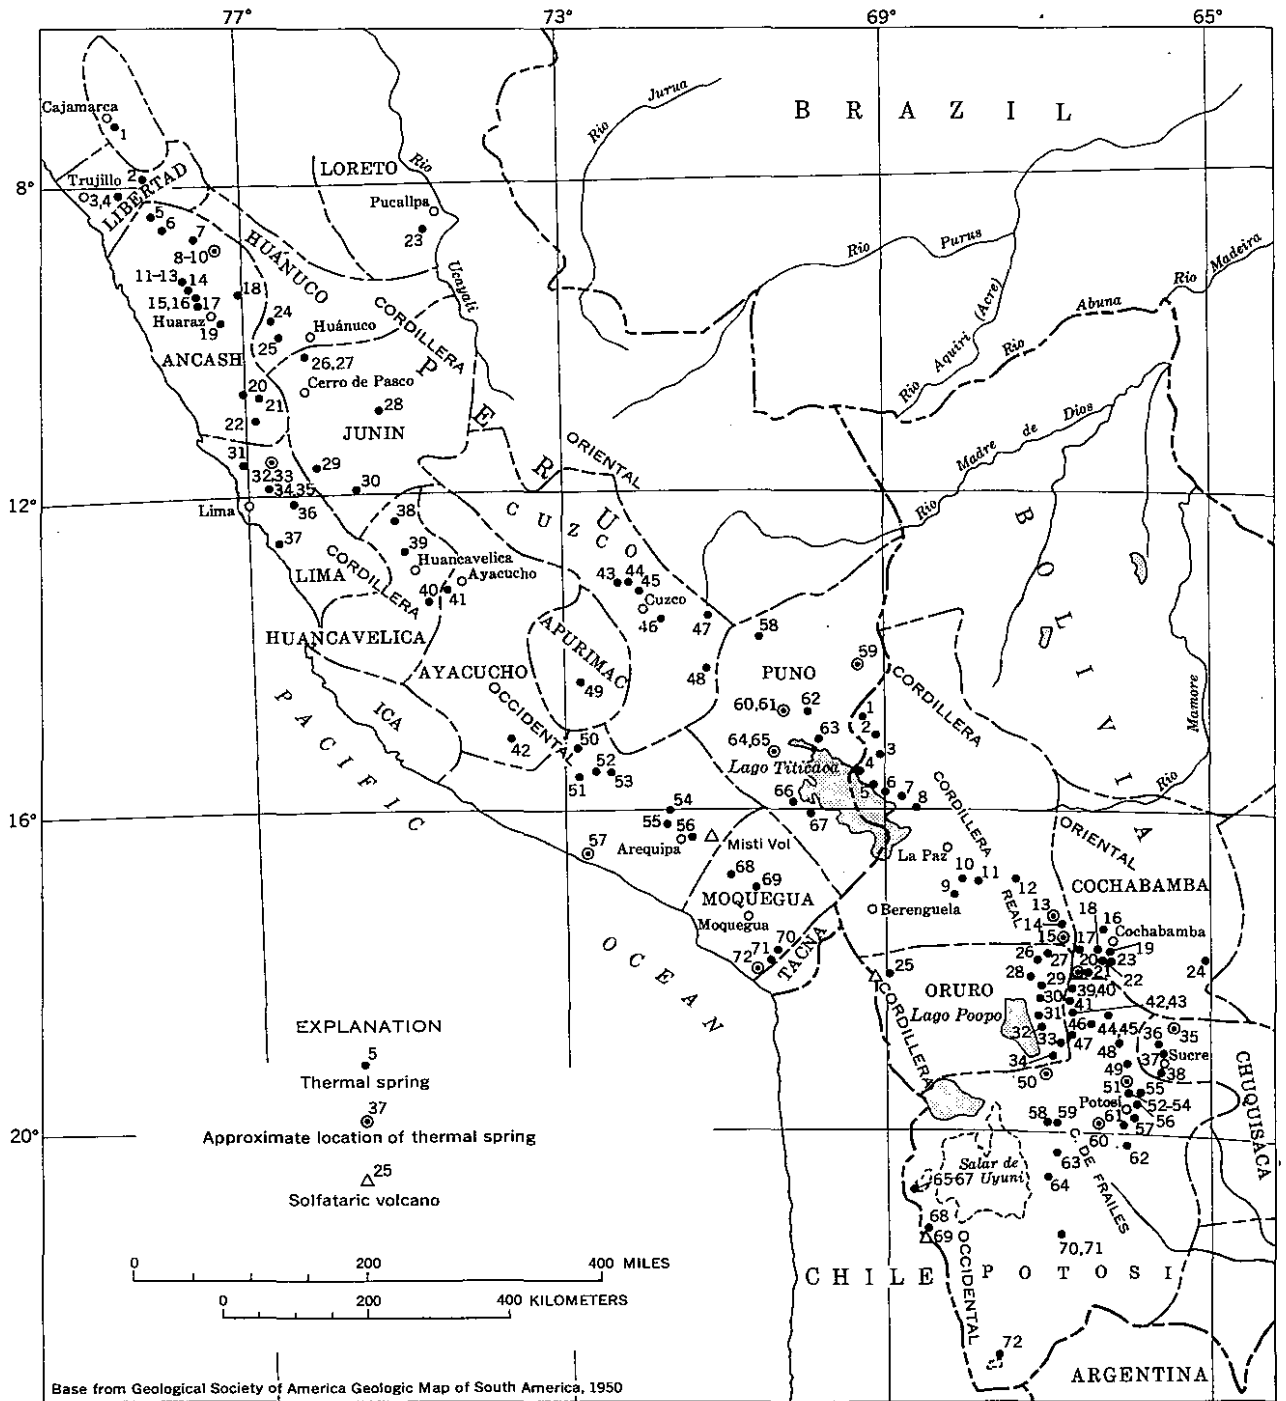 77° 73° 69° 65°
BRAZIL
Rio Jurua
Cajamarca
1
2
LORETO
Rio
Trujillo
8°
3,4
LIBERTAD
Pucallpa
23
5
6
7
8-10
HUÁNUCO
Rio Purus
Rio Madeira
Ucayali
11-13
14
15,16
17
18
Huaraz
19
24
25
Huánuco
CORDILLERA
Rio Aquiri (Acre)
Rio Abuna
ANCASH
26,27
Cerro de Pasco
PERU
20
21
22
28
JUNIN
Rio Madre de Dios
ORIENTAL
31
32,33
29
34,35
30
12°
Lima
36
37
38
CUZCO
Rio
BOLIVIA
39
Huancavelica
Ayacucho
CORDILLERA
LIMA
40
41
43
44
45
Cuzco
46
47
58
HUANCAVELICA
APURIMAC
59
PUNO
CORDILLERA
Mamore
AYACUCHO
48
49
PACIFIC
ICA
OCCIDENTAL
60,61
62
1
2
42
50
63
3
64,65
52
53
51
Lago Titicaca
4
5
6
7
8
CORDILLERA
Rio
66
67
54
16°
55
56
57
Arequipa
Misti Vol
ORIENTAL
La Paz
68
69
10
11
12
9
COCHABAMBA
REAL
MOQUEGUA
Berenguela
13
18
16
Moquegua
14
Cochabamba
OCEAN
70
15
17
19
71
72
TACNA
25
26
27
20
21
23
24
22
28
29
39,40
CORDILLERA
ORURO
30
41
42,43
Lago Poopo
31
EXPLANATION
32
33
46
44,45
36
35
47
48
37
Sucre
5
34
49
38
Thermal spring
50
51
55
CHUQUISACA
37
Potosi
52-54
58
59
61
56
Approximate location of thermal spring
20°
60
57
62
25
Salar de Uyuni
63
DE FRAILES
Solfataric volcano
65-67
64
68
69
OCCIDENTAL
70,71
0 200 400 MILES
CHILE
POTOSI
0 200 400 KILOMETERS
72
ARGENTINA
Base from Geological Society of America Geologic Map of South America, 1950